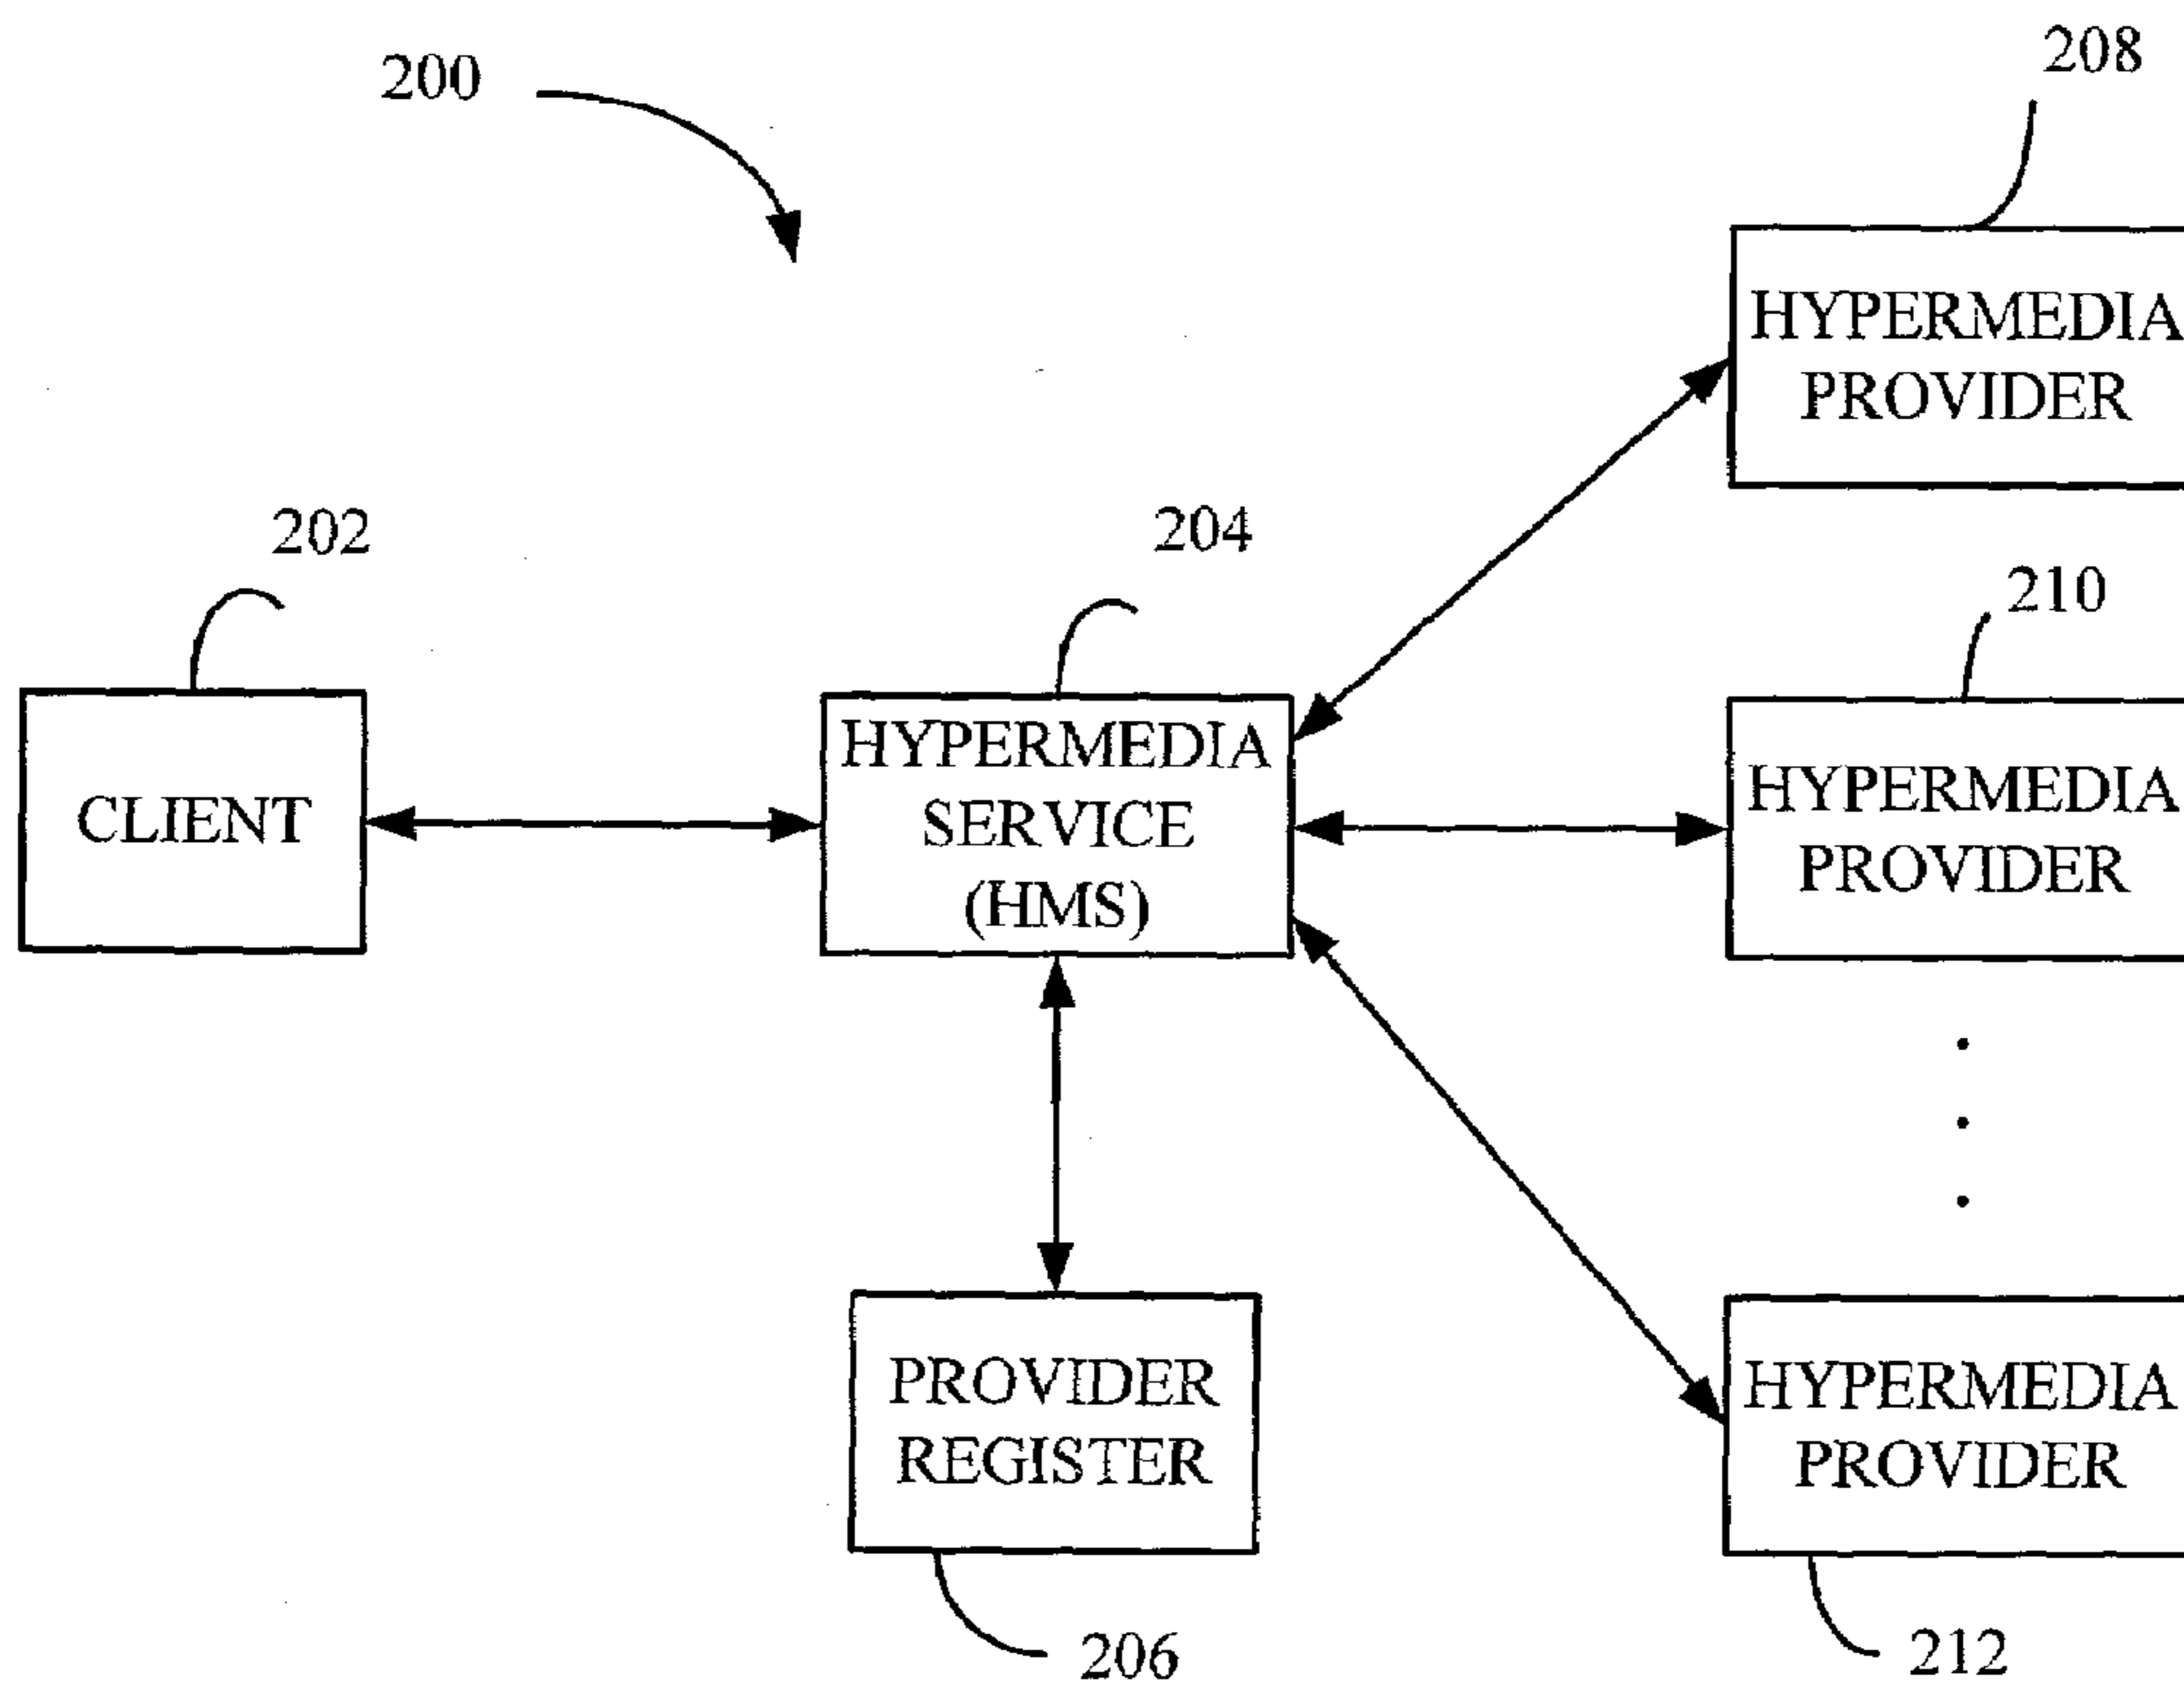 200
208
HYPERMEDIA
PROVIDER
202
204
210
CLIENT
HYPERMEDIA
SERVICE
(HMS)
HYPERMEDIA
PROVIDER
PROVIDER
REGISTER
HYPERMEDIA
PROVIDER
206
212